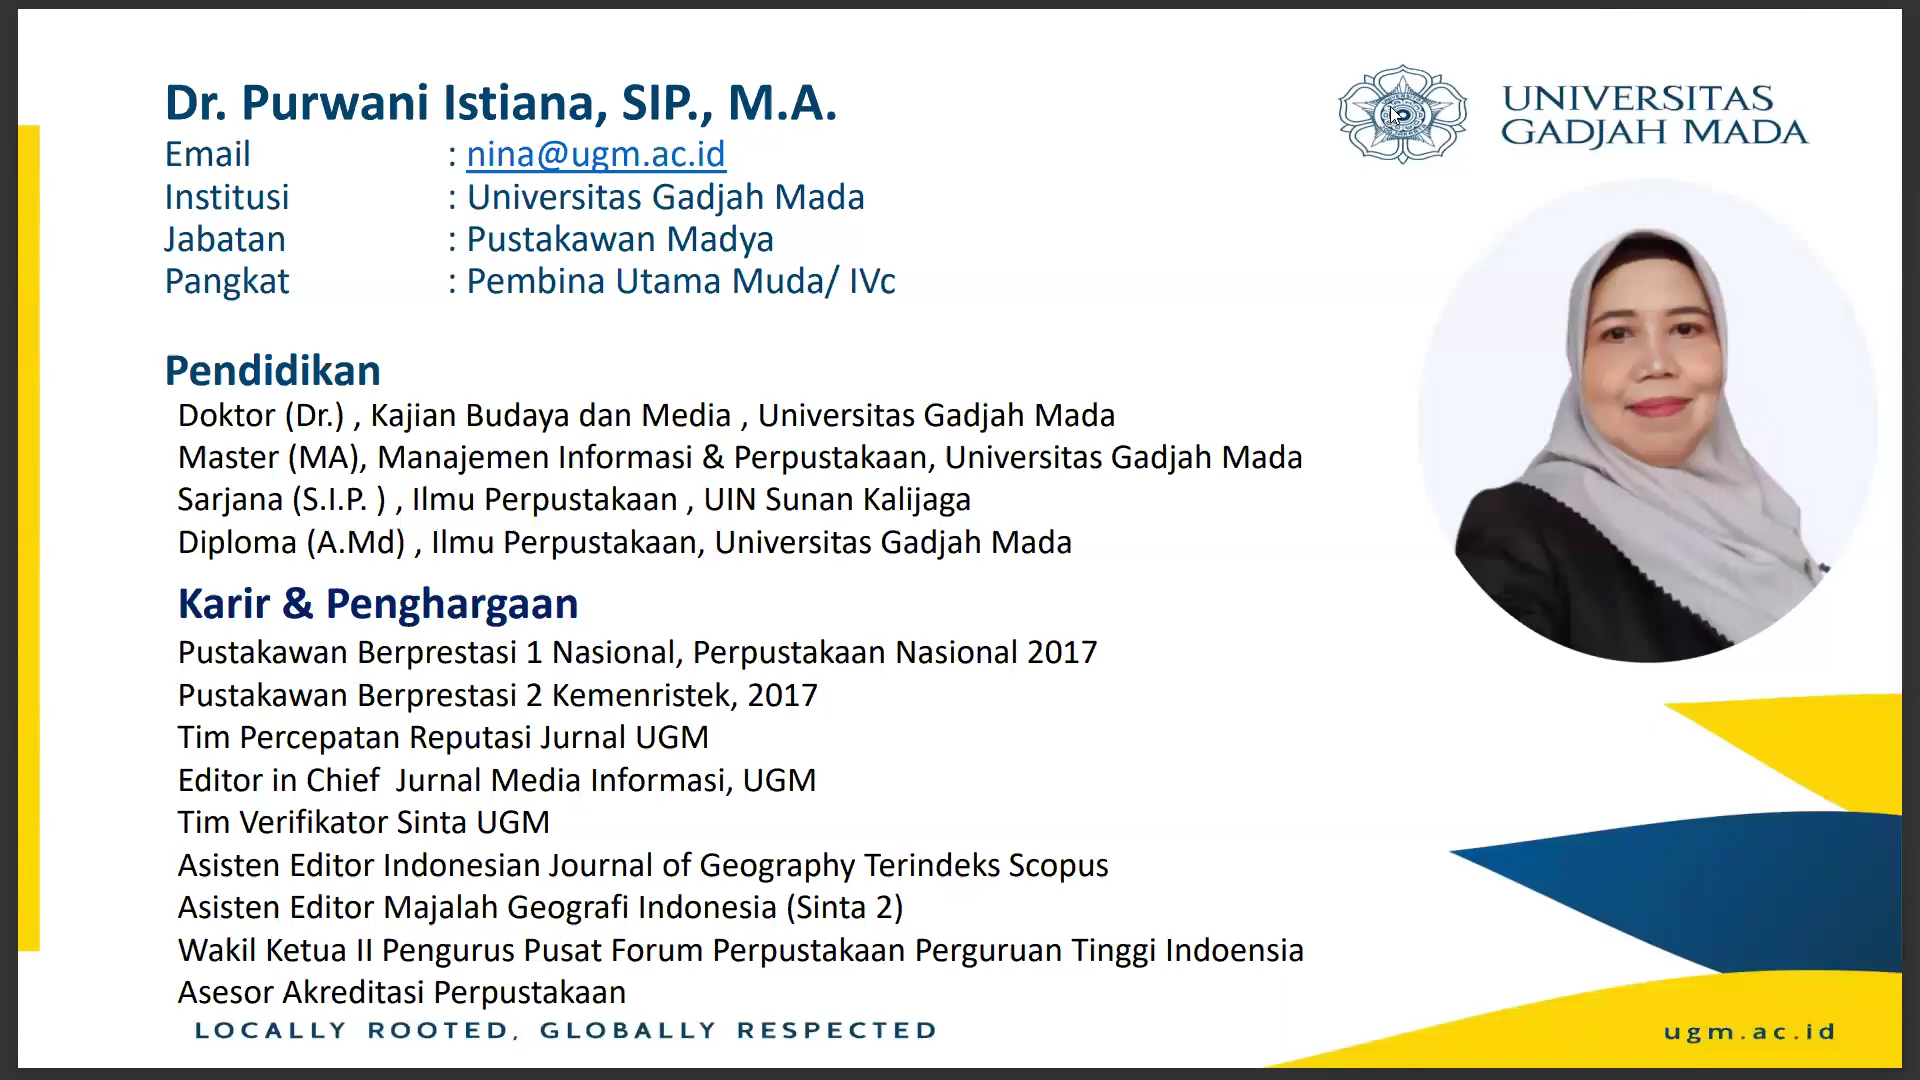 Dr. Purwani Istiana, SIP., M.A.
Email : nina@ugm.ac.id
Institusi : Universitas Gadjah Mada
Jabatan : Pustakawan Madya
Pangkat : Pembina Utama Muda/ IVc
UNIVERSITAS
GADJAH MADA
Pendidikan
Doktor (Dr.) , Kajian Budaya dan Media , Universitas Gadjah Mada
Master (MA), Manajemen Informasi & Perpustakaan, Universitas Gadjah Mada
Sarjana (S.I.P. ) , Ilmu Perpustakaan , UIN Sunan Kalijaga
Diploma (A.Md) , Ilmu Perpustakaan, Universitas Gadjah Mada
Karir & Penghargaan
Pustakawan Berprestasi 1 Nasional, Perpustakaan Nasional 2017
Pustakawan Berprestasi 2 Kemenristek, 2017
Tim Percepatan Reputasi Jurnal UGM
Editor in Chief  Jurnal Media Informasi, UGM
Tim Verifikator Sinta UGM
Asisten Editor Indonesian Journal of Geography Terindeks Scopus
Asisten Editor Majalah Geografi Indonesia (Sinta 2)
Wakil Ketua II Pengurus Pusat Forum Perpustakaan Perguruan Tinggi Indoensia
Asesor Akreditasi Perpustakaan
LOCALLY ROOTED, GLOBALLY RESPECTED
ugm.ac.id